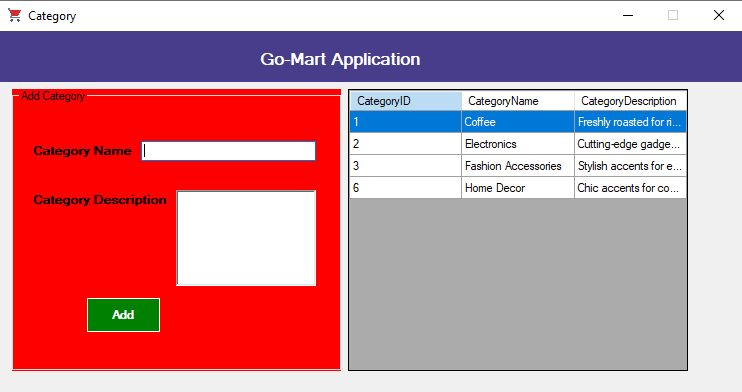 Category
Go-Mart Application
Add Category
Category Name
Category Description
Add
CategoryID CategoryName CategoryDescription
1 Coffee Freshly roasted for ri...
2 Electronics Cutting-edge gadge...
3 Fashion Accessories Stylish accents for e...
6 Home Decor Chic accents for co...